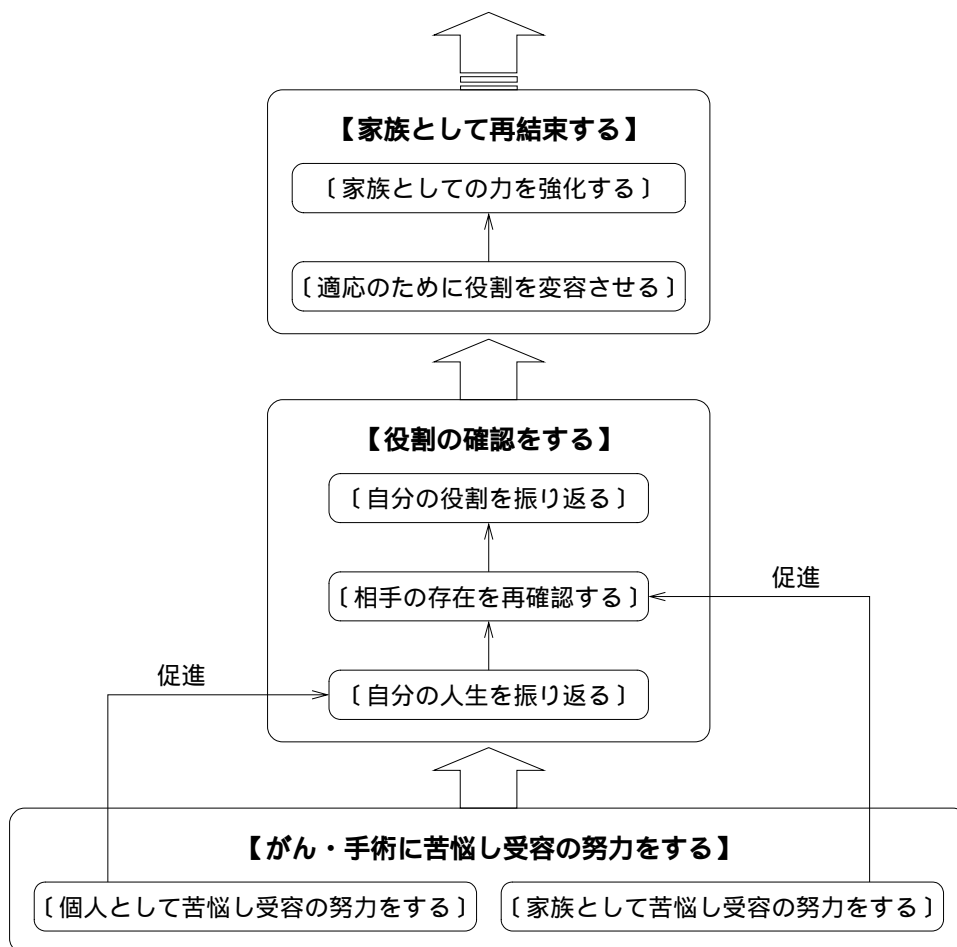 【家族として再結束する】
〔家族としての力を強化する〕
〔適応のために役割を変容させる〕
【役割の確認をする】
〔自分の役割を振り返る〕
促進
〔相手の存在を再確認する〕
促進
〔自分の人生を振り返る〕
【がん・手術に苦悩し受容の努力をする】
〔個人として苦悩し受容の努力をする〕
〔家族として苦悩し受容の努力をする〕